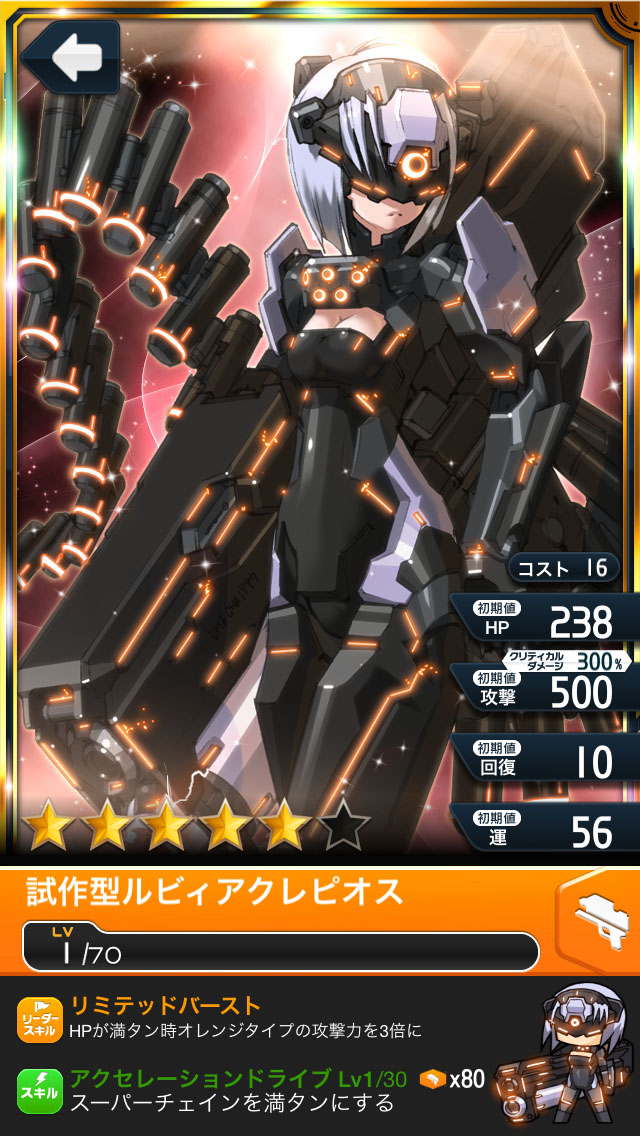 コスト 16
初期値 HP 238
クリティカルダメージ 300%
初期値 攻撃 500
初期値 回復 10
初期値 運 56
試作型ルビィアクレピオス
LV
1/70
リーダースキル リミテッドバースト
HPが満タン時オレンジタイプの攻撃力を3倍に
スキル アクセレーションドライブ Lv1/30 x80
スーパーチェインを満タンにする